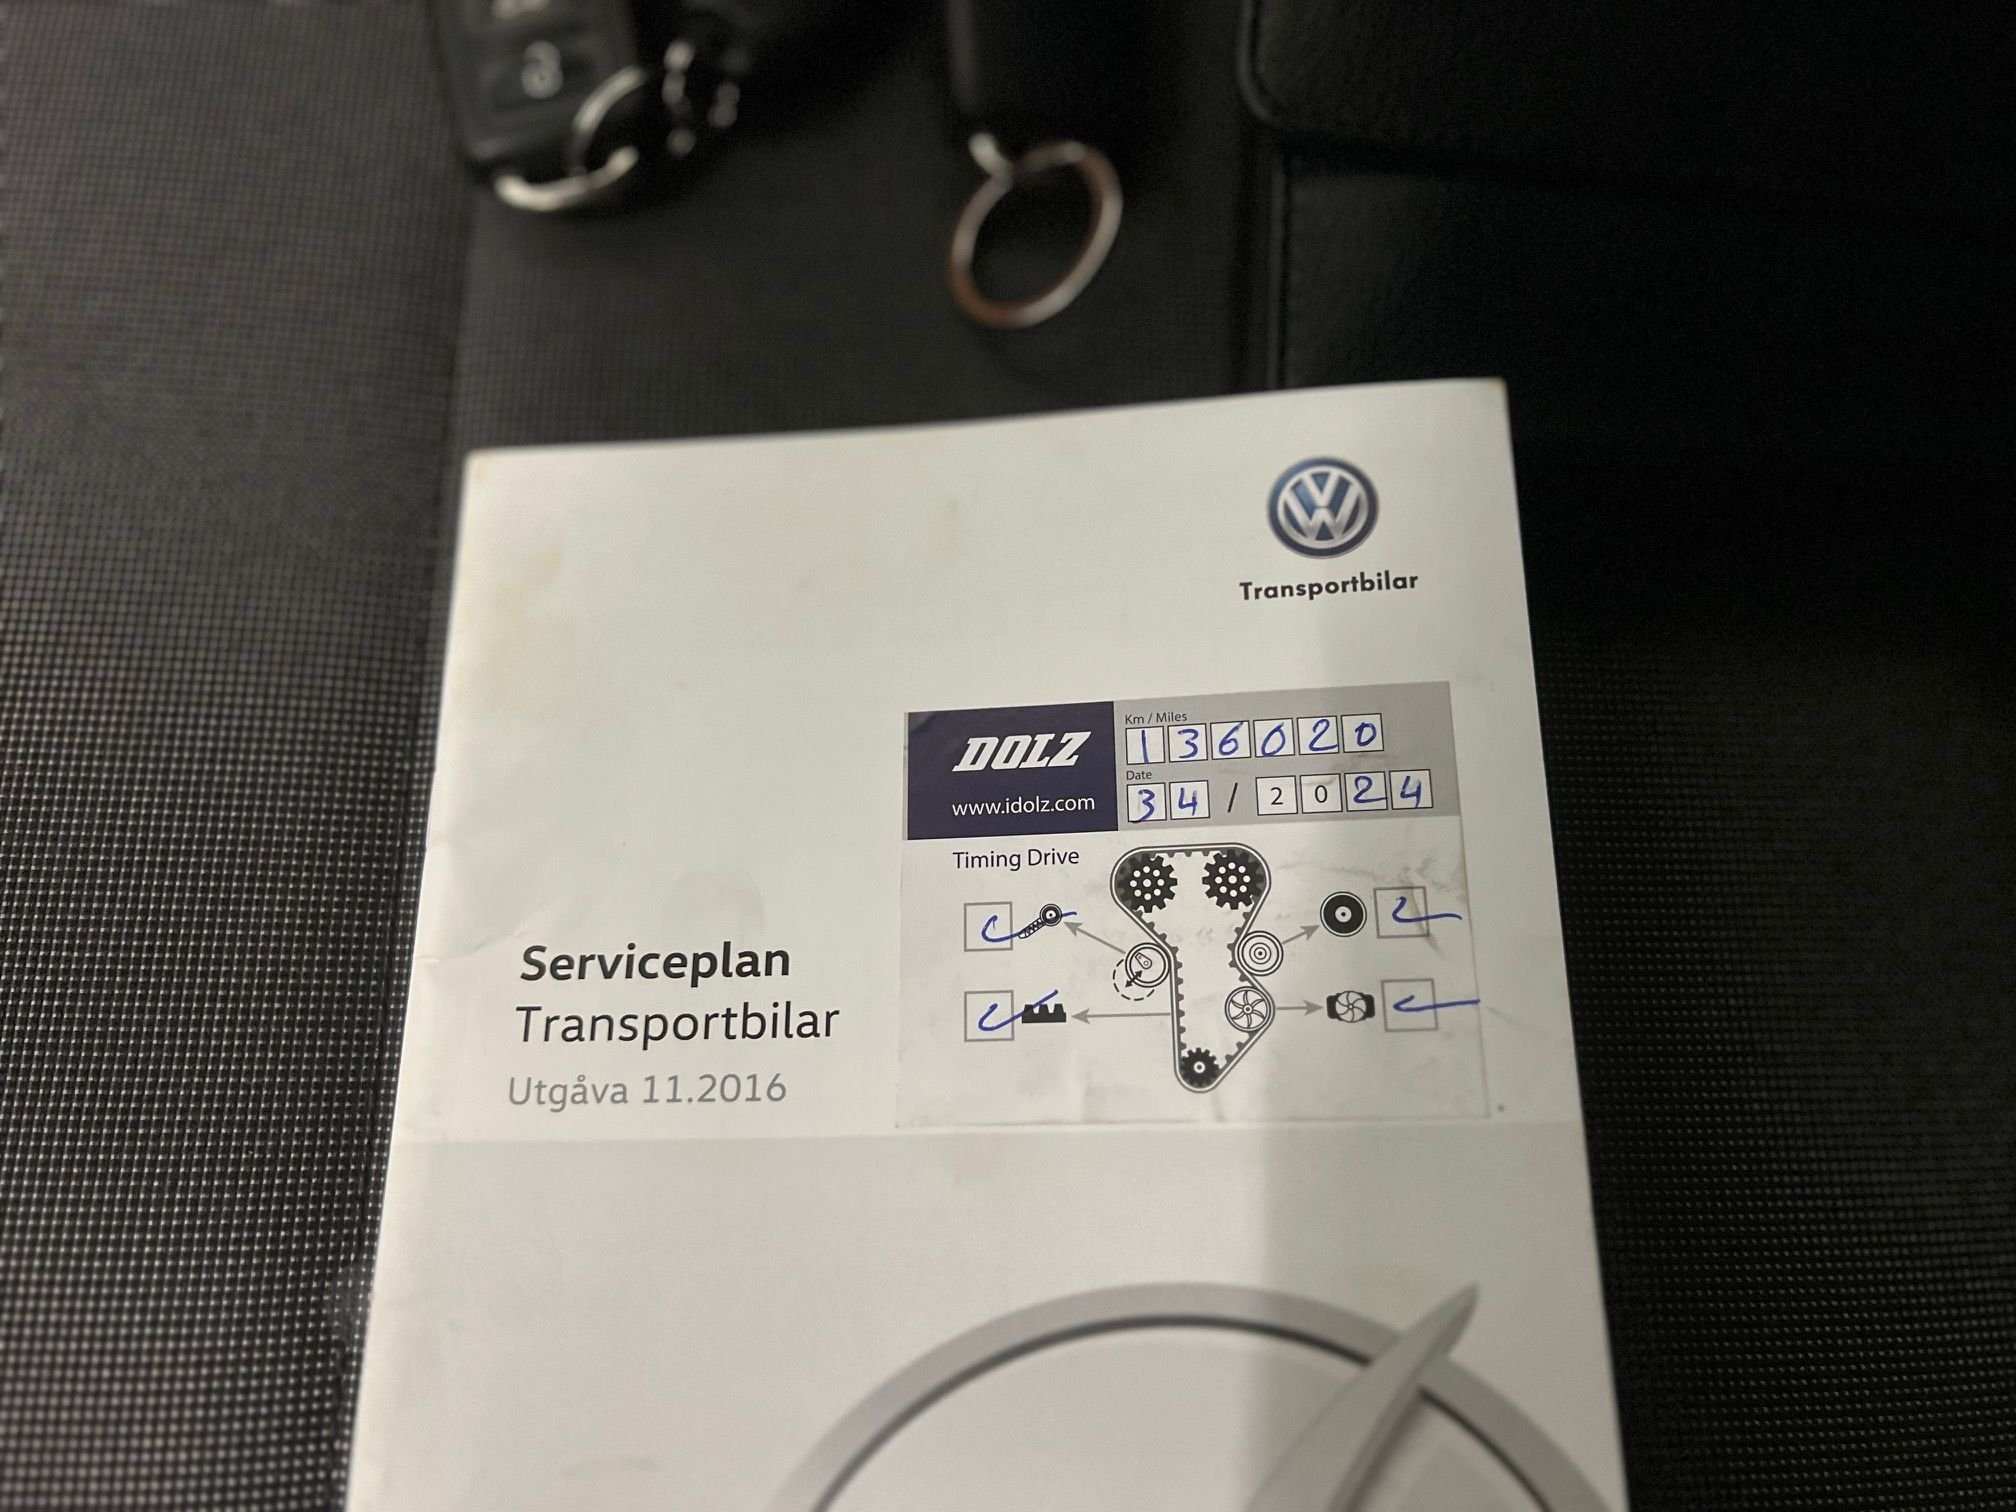 Transportbilar
DOLZ
www.idolz.com
Km / Miles
136020
Date
34 / 2024
Timing Drive
Serviceplan
Transportbilar
Utgåva 11.2016